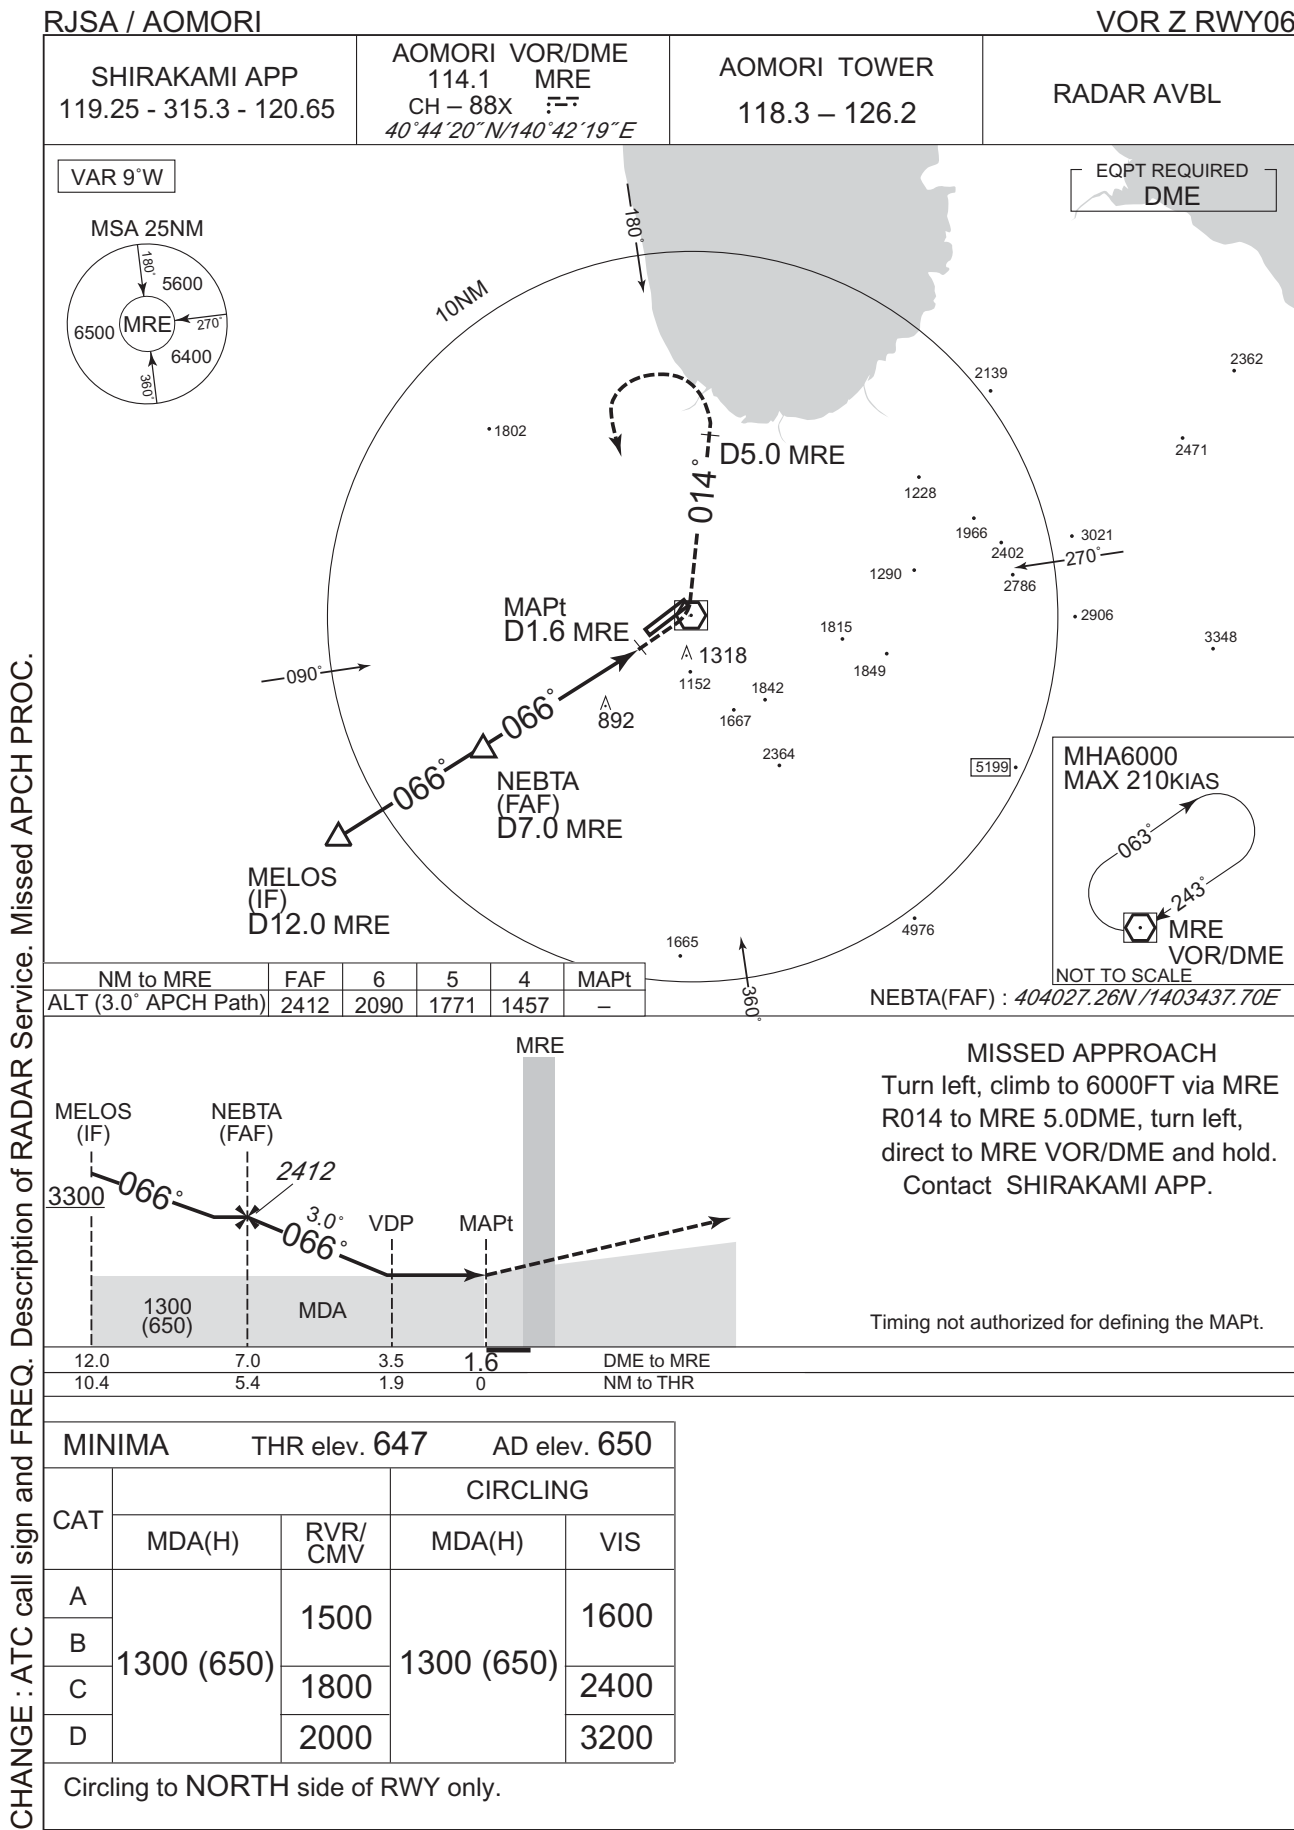 RJSA / AOMORI
VOR Z RWY06
SHIRAKAMI APP
119.25 - 315.3 - 120.65
AOMORI VOR/DME
114.1 MRE
CH – 88X
40°44´20˝N/140°42´19˝E
AOMORI TOWER
118.3 – 126.2
RADAR AVBL
VAR 9°W
EQPT REQUIRED
DME
MSA 25NM
180°
5600
6500
MRE
270°
6400
360°
180°
10NM
2139
2362
1802
2471
D5.0 MRE
014°
1228
1966
3021
2402
270°
1290
2786
MAPt
D1.6 MRE
2906
1815
3348
1318
1849
090°
1152
1842
066°
892
1667
2364
5199
066°
NEBTA
(FAF)
D7.0 MRE
MELOS
(IF)
D12.0 MRE
1665
4976
360°
MHA6000
MAX 210KIAS
063°
243°
MRE
VOR/DME
NOT TO SCALE
NEBTA(FAF) : 404027.26N /1403437.70E
NM to MRE FAF 6 5 4 MAPt
ALT (3.0° APCH Path) 2412 2090 1771 1457 –
MRE
MELOS
(IF)
NEBTA
(FAF)
2412
3300
066°
3.0°
066°
VDP
MAPt
1300
(650)
MDA
12.0 7.0 3.5 1.6 DME to MRE
10.4 5.4 1.9 0 NM to THR
MISSED APPROACH
Turn left, climb to 6000FT via MRE
R014 to MRE 5.0DME, turn left,
direct to MRE VOR/DME and hold.
Contact SHIRAKAMI APP.
Timing not authorized for defining the MAPt.
MINIMA THR elev. 647 AD elev. 650
CAT
CIRCLING
MDA(H)
RVR/
CMV
MDA(H)
VIS
A
B
C
D
1300 (650)
1500
1800
2000
1300 (650)
1600
2400
3200
Circling to NORTH side of RWY only.
CHANGE : ATC call sign and FREQ. Description of RADAR Service. Missed APCH PROC.